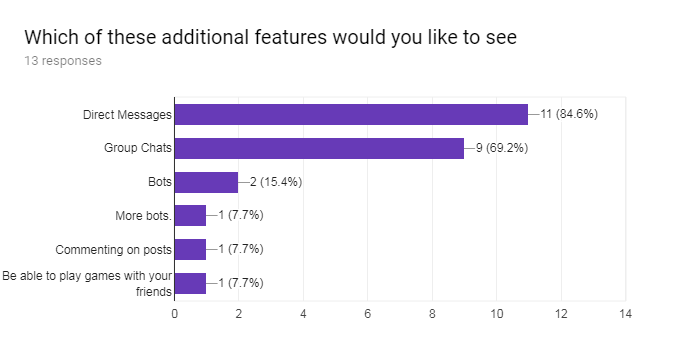 Which of these additional features would you like to see
13 responses
Direct Messages 11 (84.6%)
Group Chats 9 (69.2%)
Bots 2 (15.4%)
More bots. 1 (7.7%)
Commenting on posts 1 (7.7%)
Be able to play games with your
friends 1 (7.7%)
0 2 4 6 8 10 12 14